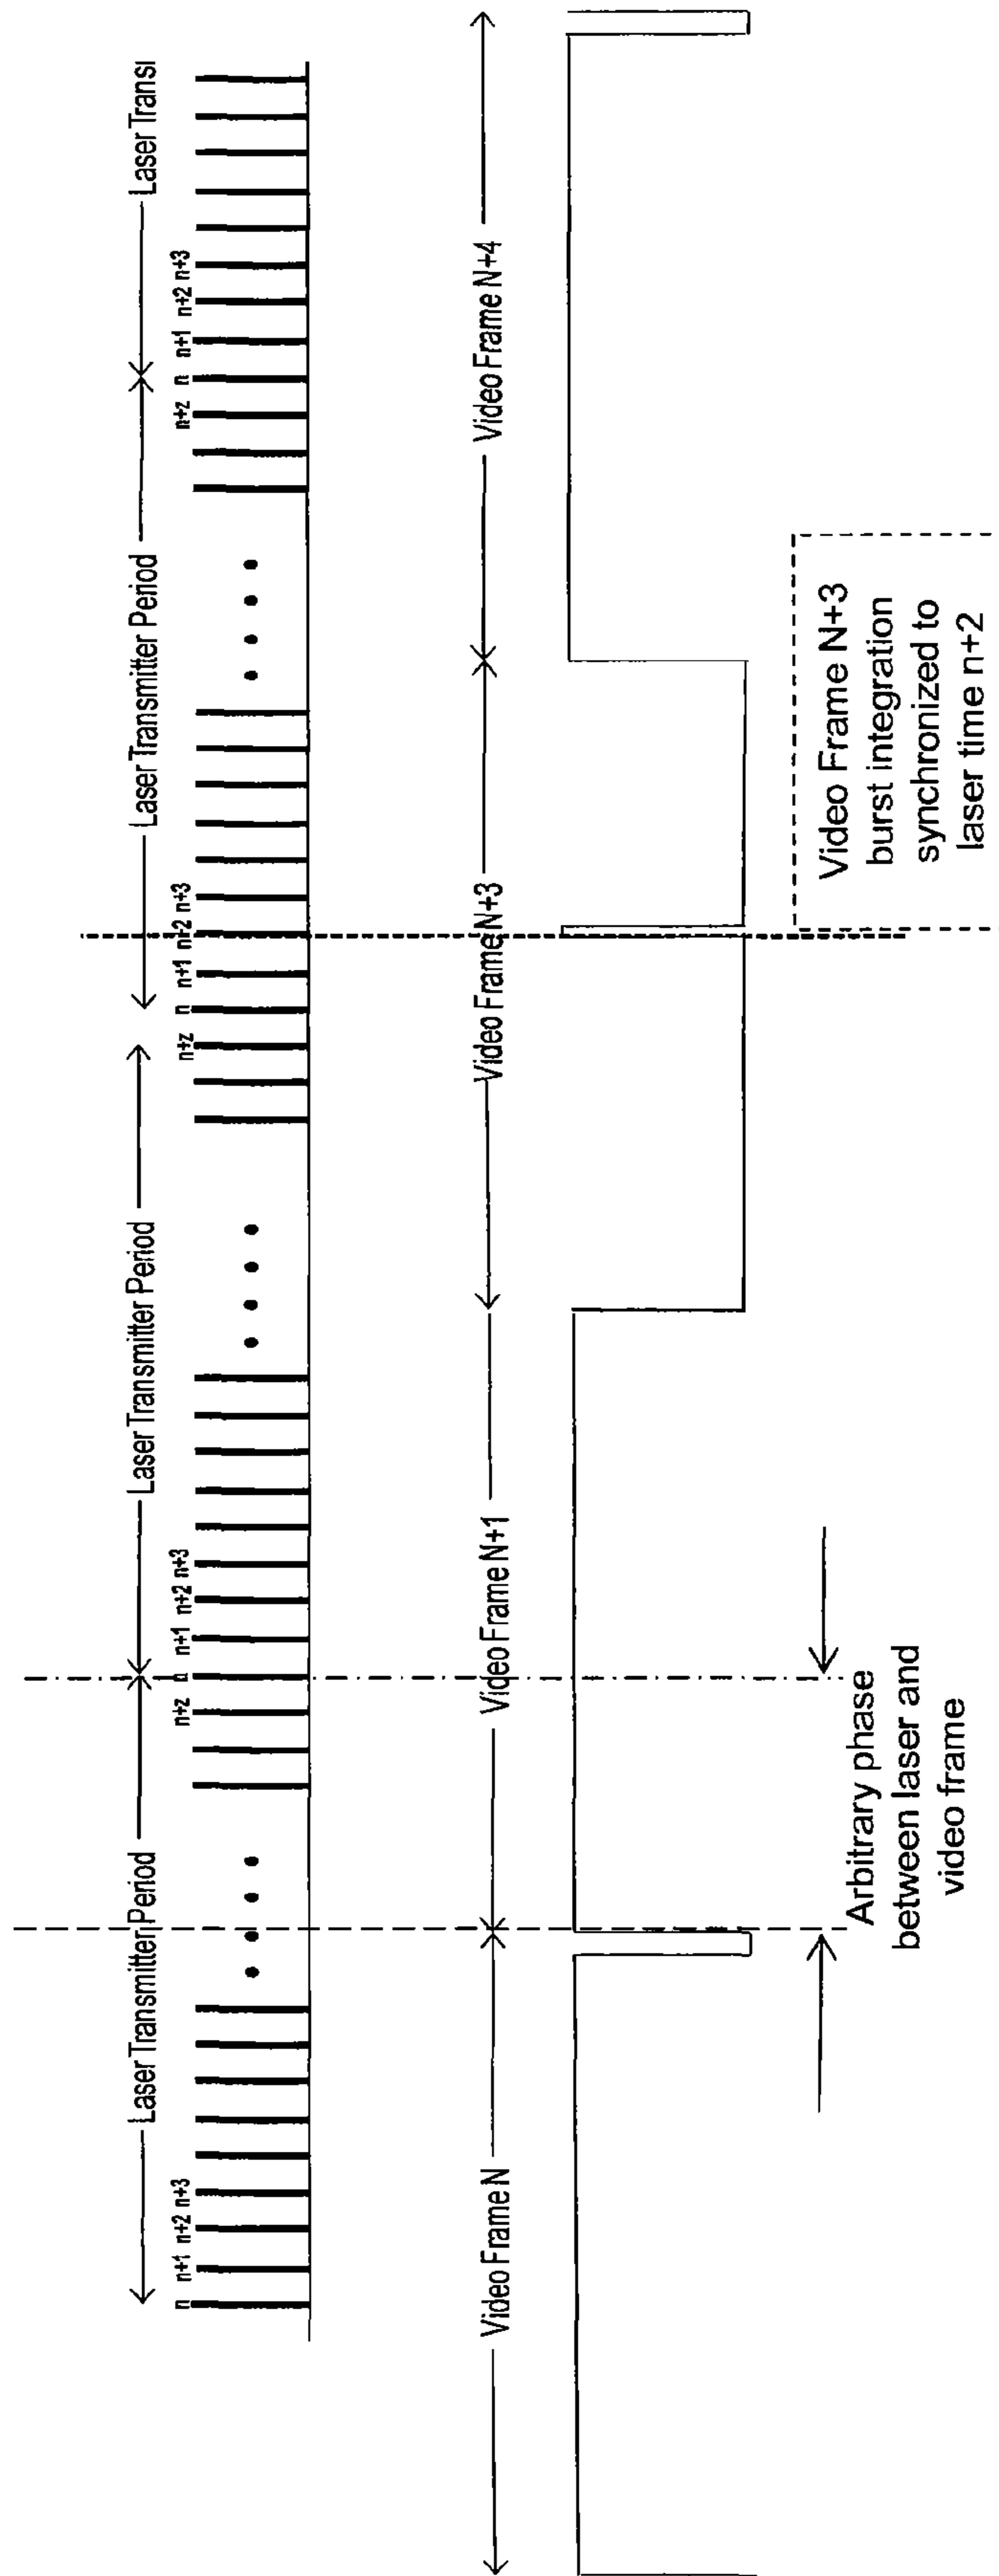 Laser Transmitter Period Laser Transmitter Period Laser Transmitter Period Laser Transi
n n+1 n+2 n+3 n+z n n+1 n+2 n+3 n+z n n+1 n+2 n+3 n+z n n+1 n+2 n+3
Video Frame N Video Frame N+1 Video Frame N+3 Video Frame N+4
Arbitrary phase
between laser and
video frame
Video Frame N+3
burst integration
synchronized to
laser time n+2